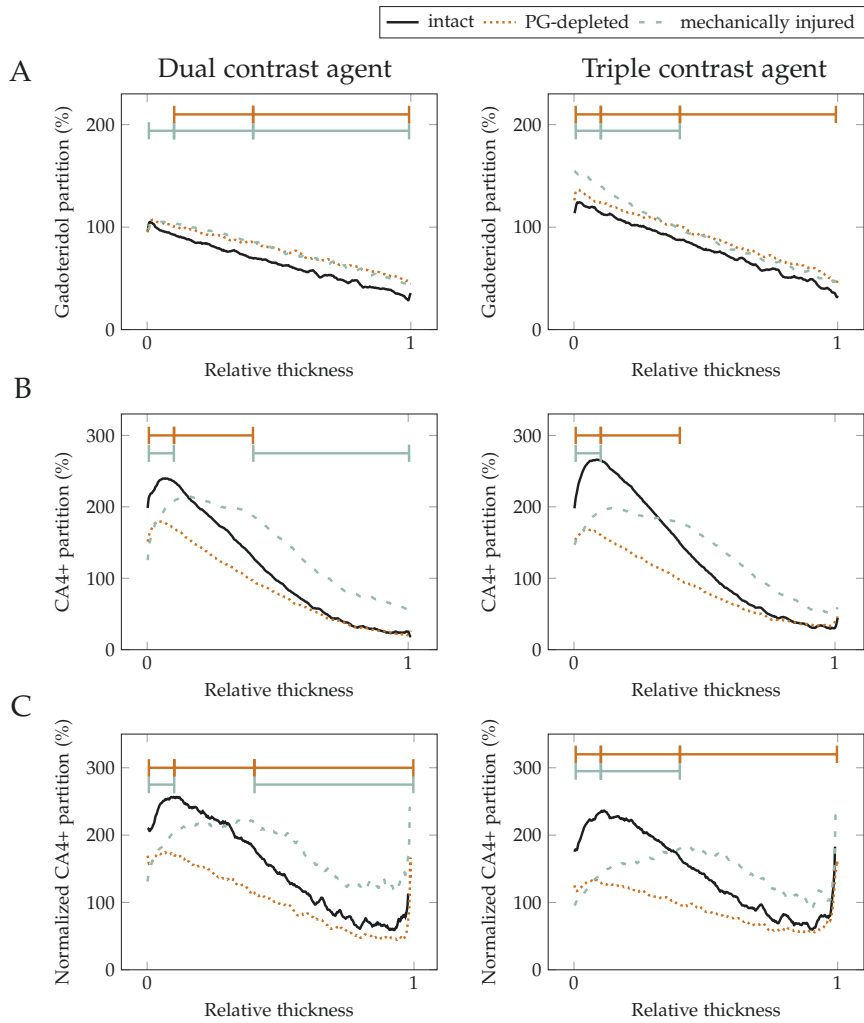 intact PG-depleted mechanically injured
A
Dual contrast agent
Triple contrast agent
Gadoteridol partition (%)
200
100
0
0 1
Relative thickness
Gadoteridol partition (%)
200
100
0
0 1
Relative thickness
B
CA4+ partition (%)
300
200
100
0
0 1
Relative thickness
CA4+ partition (%)
300
200
100
0
0 1
Relative thickness
C
Normalized CA4+ partition (%)
300
200
100
0
0 1
Relative thickness
Normalized CA4+ partition (%)
300
200
100
0
0 1
Relative thickness